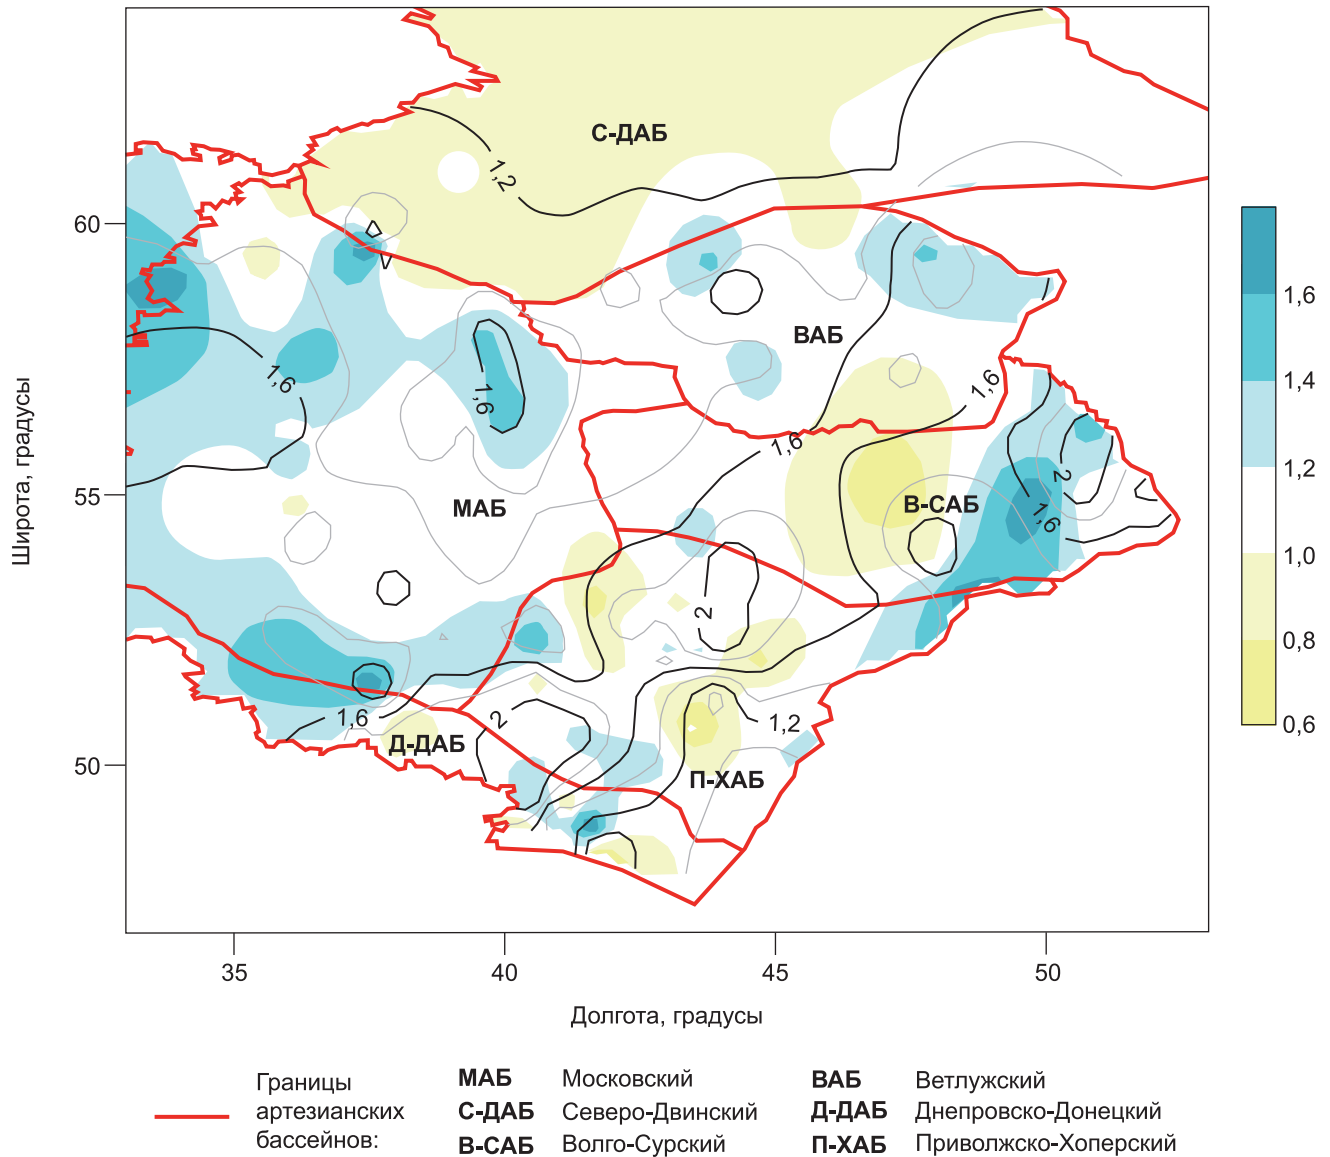 С-ДАБ
1,2
60
1,6
ВАБ
1,4
1,6
1,6
1,6
1,6
1,2
55
МАБ
В-САБ
2
1,6
1,0
2
0,8
1,6
2
1,2
0,6
Д-ДАБ
50
П-ХАБ
Широта, градусы
35
40
45
50
Долгота, градусы
Границы
артезианских
бассейнов:
МАБ Московский
С-ДАБ Северо-Двинский
В-САБ Волго-Сурский
ВАБ Ветлужский
Д-ДАБ Днепровско-Донецкий
П-ХАБ Приволжско-Хоперский